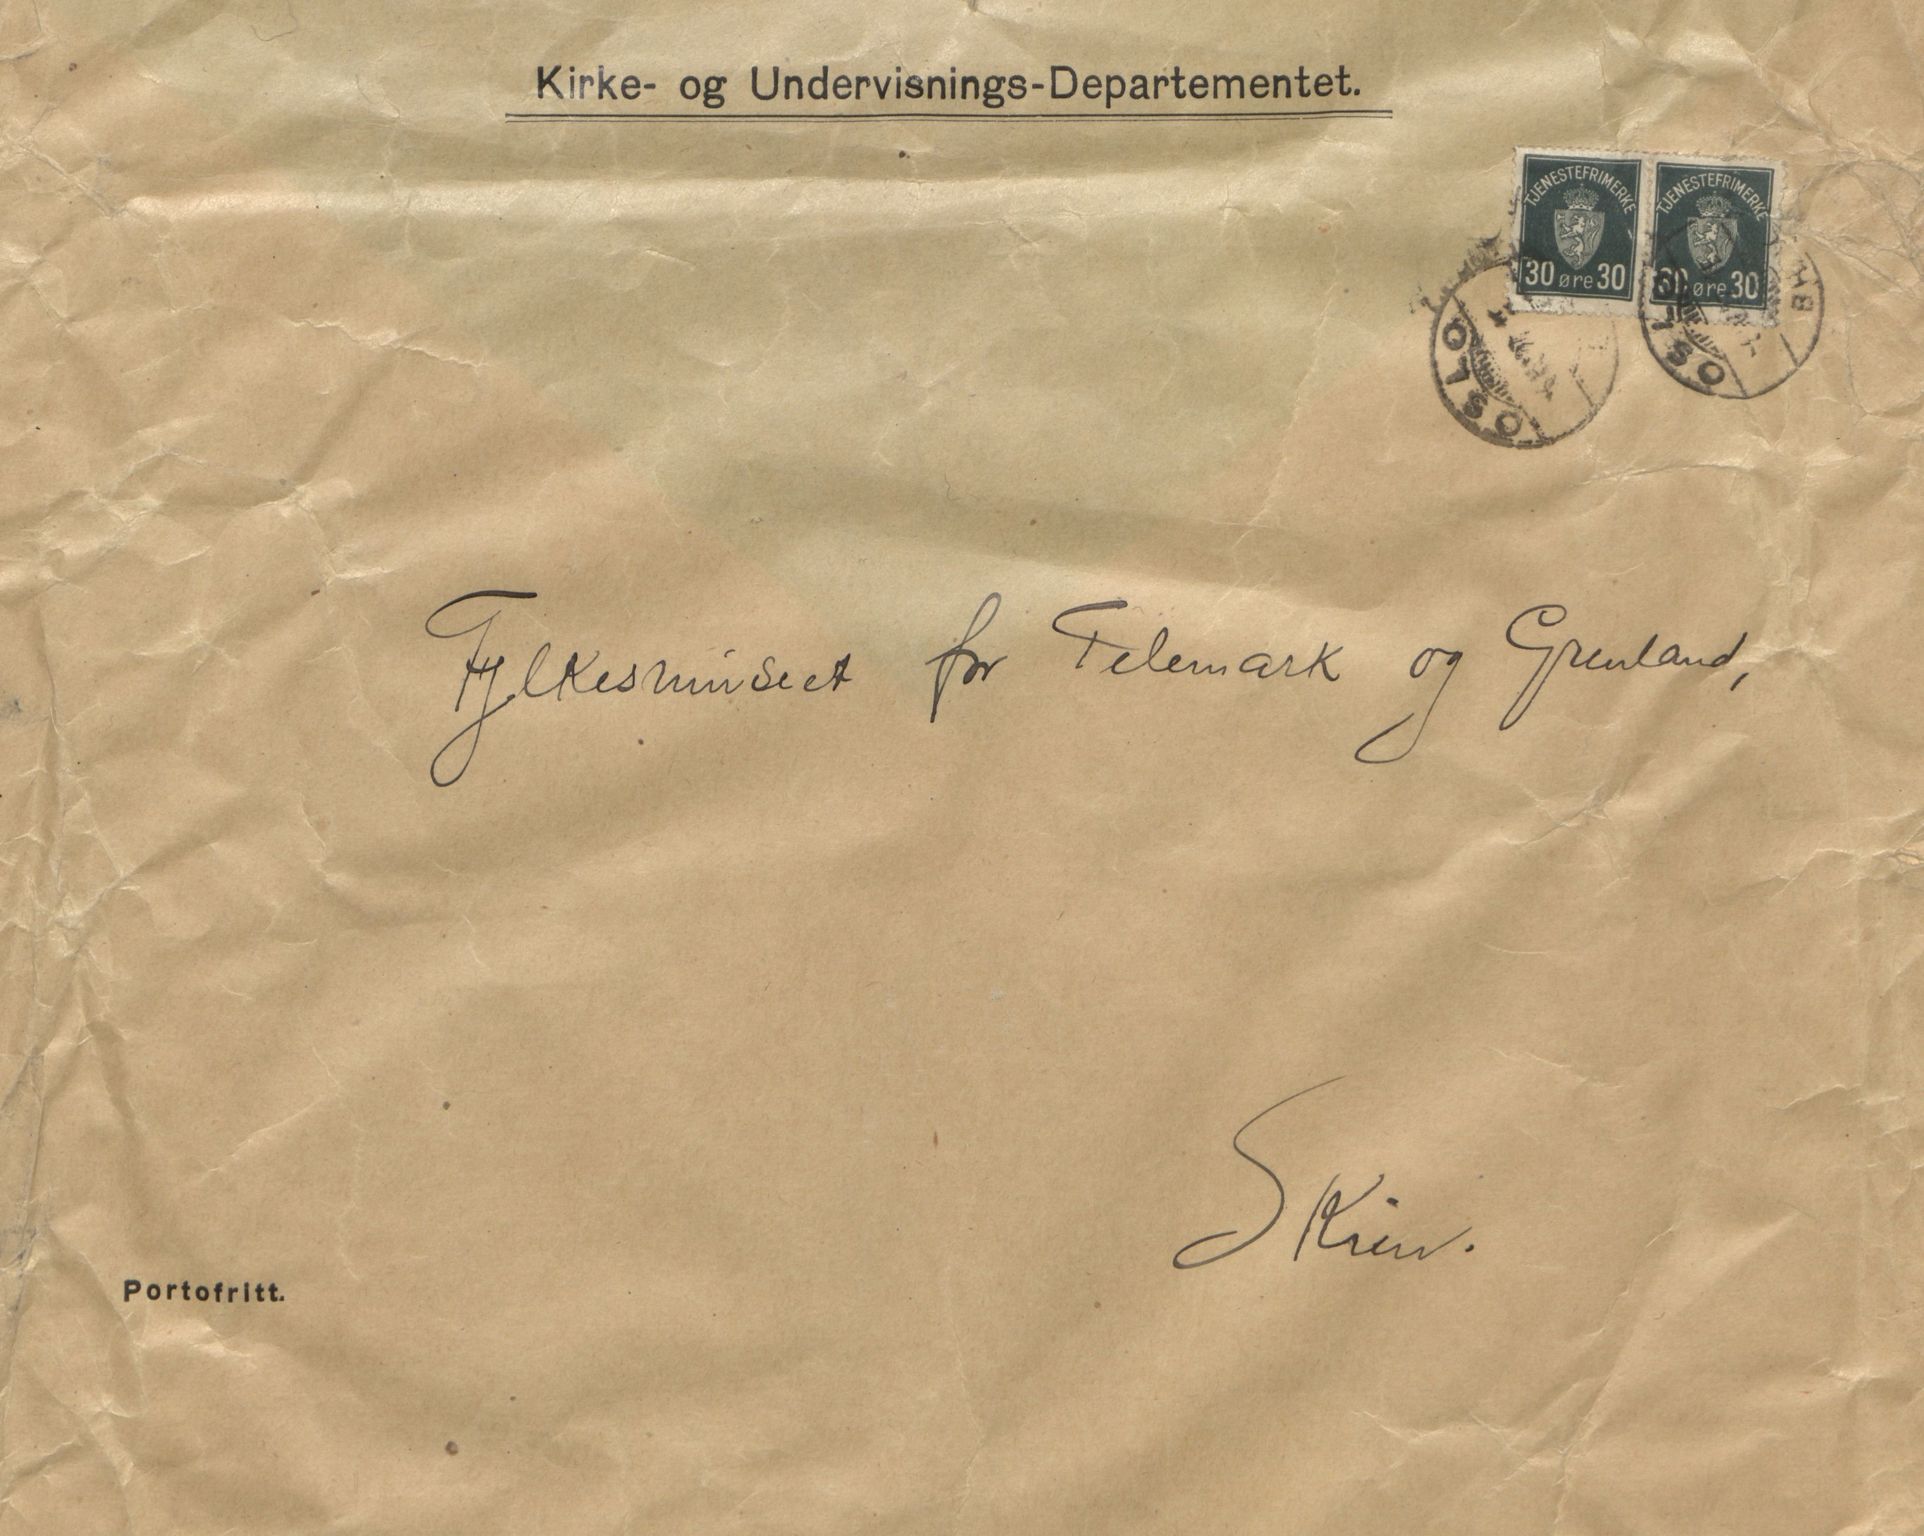 Kirke- og Undervisnings-Departementet.
TJENESTEFRIMERKE TJENESTEFRIMERKE
30 øre 30 30 øre 30
OSLO OSLO
Fylkesmuseet for Telemark og Grenland,
Skien.
Portofritt.